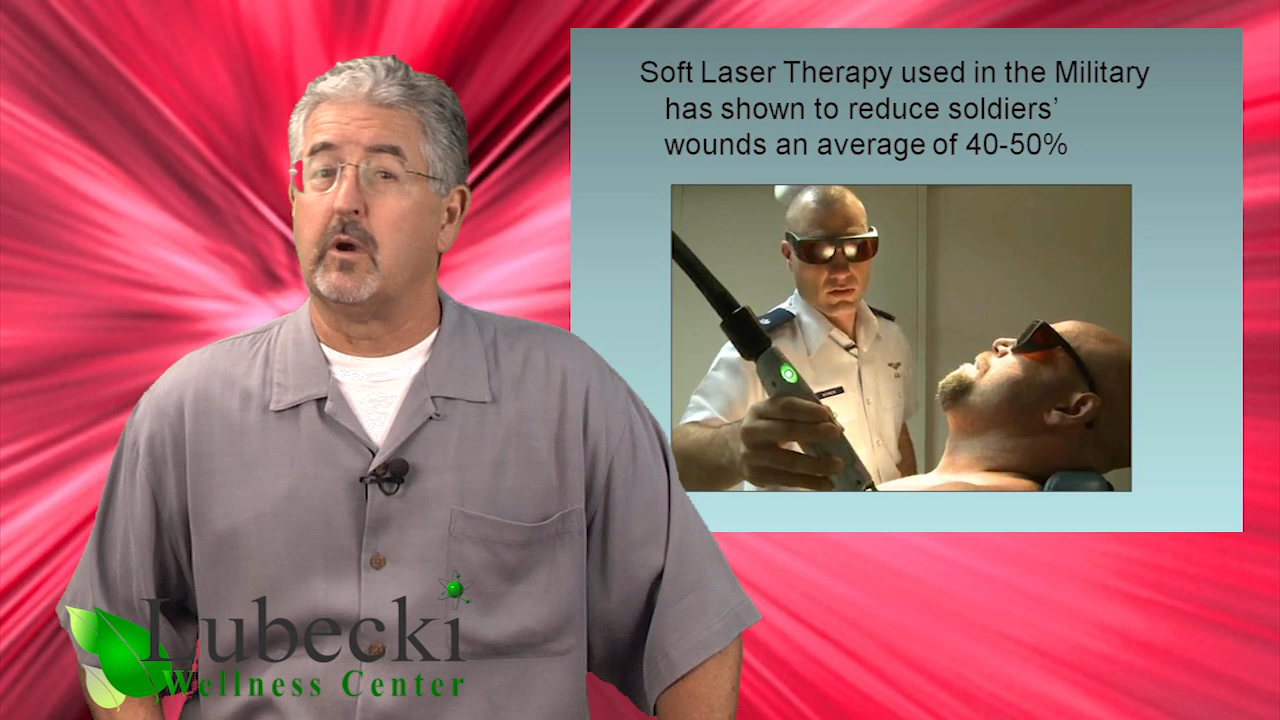 Soft Laser Therapy used in the Military
has shown to reduce soldiers’
wounds an average of 40-50%
Lubecki
Wellness Center